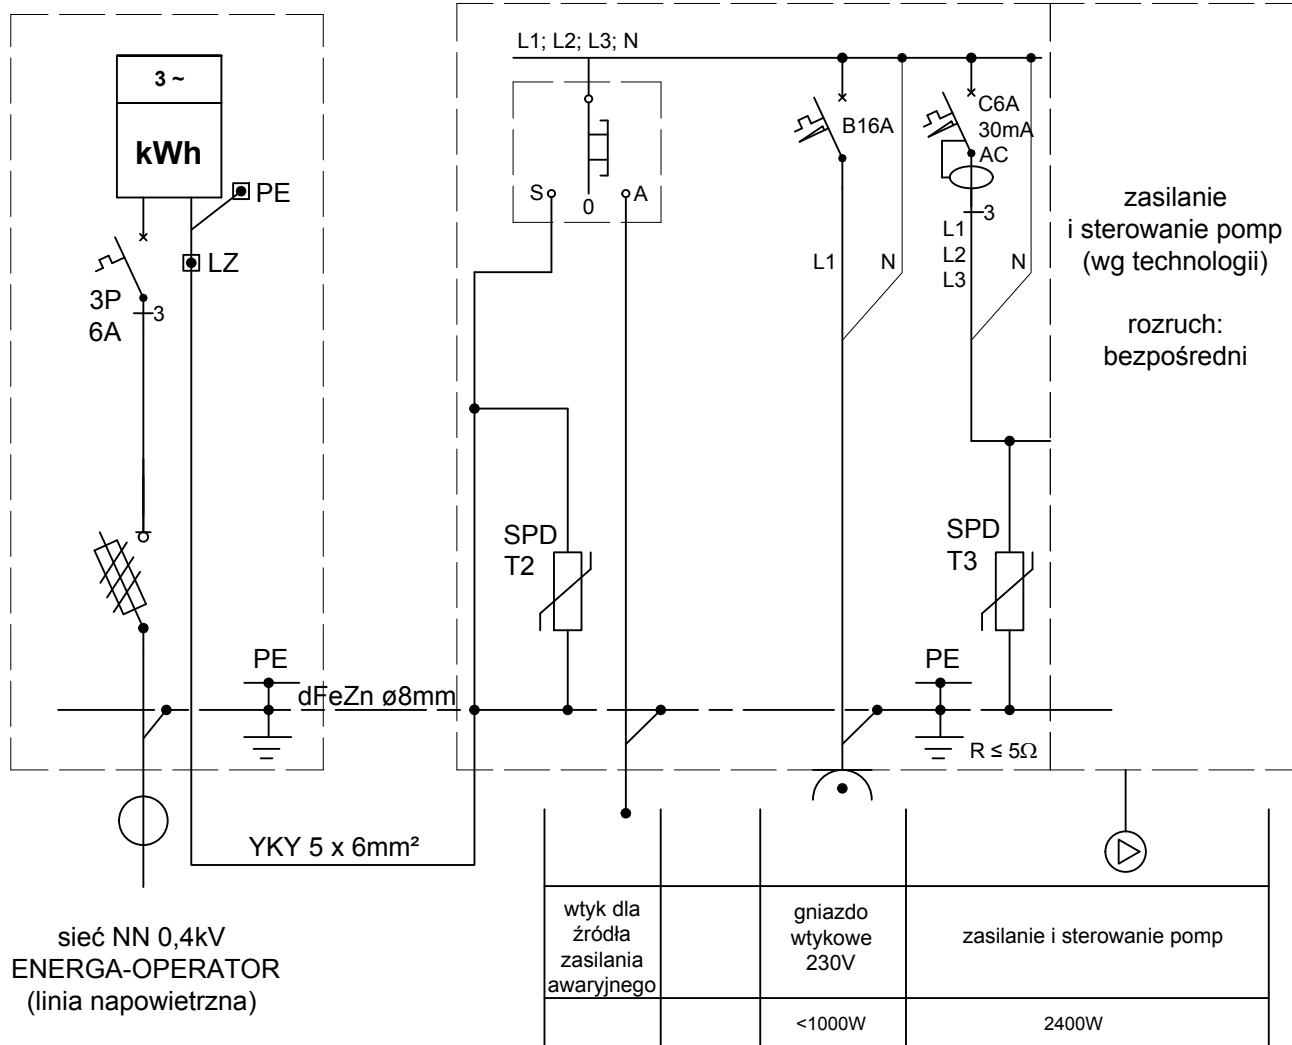 3 ~
kWh
PE
LZ
3P
6A
3
PE
dFeZn ø8mm
YKY 5 x 6mm²
sieć NN 0,4kV
ENERGA-OPERATOR
(linia napowietrzna)
L1; L2; L3; N
S
0
A
B16A
C6A
30mA
AC
3
L1
N
L1
L2
L3
N
SPD
T2
SPD
T3
PE
R ≤ 5Ω
zasilanie
i sterowanie pomp
(wg technologii)
rozruch:
bezpośredni
wtyk dla
źródła
zasilania
awaryjnego
gniazdo
wtykowe
230V
zasilanie i sterowanie pomp
<1000W
2400W